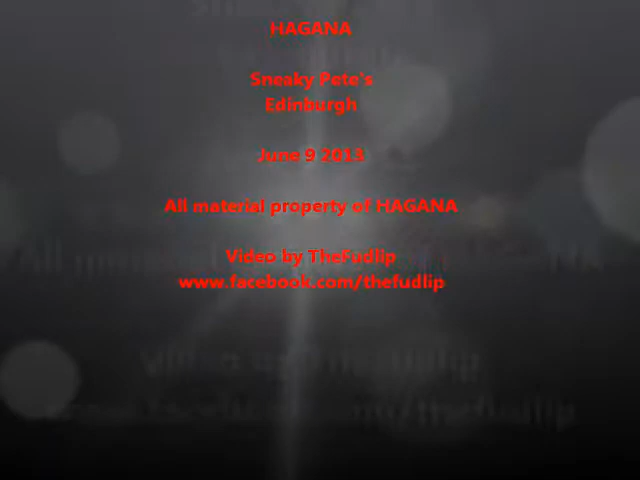 HAGANA
Sneaky Pete's
Edinburgh
June 9 2013
All material property of HAGANA
Video by TheFudlip
www.facebook.com/thefudlip